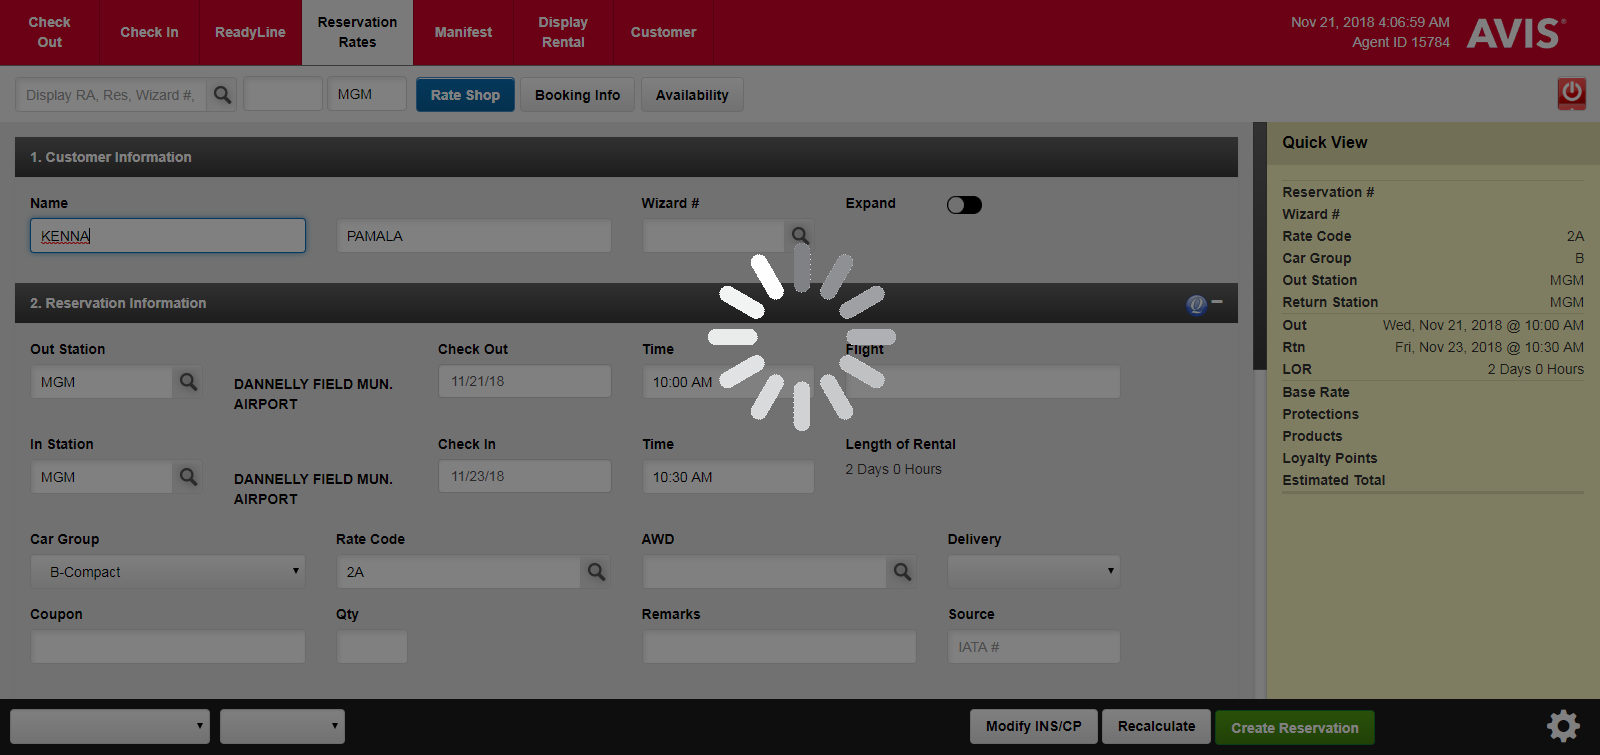 Check Out
Check In
ReadyLine
Reservation Rates
Manifest
Display Rental
Customer
Nov 21, 2018 4:06:59 AM
Agent ID 15784
AVIS
Display RA, Res, Wizard #,
MGM
Rate Shop
Booking Info
Availability
1. Customer Information
Name
Wizard #
Expand
KENNA
PAMALA
2. Reservation Information
Out Station
Check Out
Time
Flight
MGM
DANNELLY FIELD MUN. AIRPORT
11/21/18
10:00 AM
In Station
Check In
Time
Length of Rental
MGM
DANNELLY FIELD MUN. AIRPORT
11/23/18
10:30 AM
2 Days 0 Hours
Car Group
Rate Code
AWD
Delivery
B-Compact
2A
Coupon
Qty
Remarks
Source
IATA #
Quick View
Reservation #
Wizard #
Rate Code 2A
Car Group B
Out Station MGM
Return Station MGM
Out Wed, Nov 21, 2018 @ 10:00 AM
Rtn Fri, Nov 23, 2018 @ 10:30 AM
LOR 2 Days 0 Hours
Base Rate
Protections
Products
Loyalty Points
Estimated Total
Modify INS/CP
Recalculate
Create Reservation